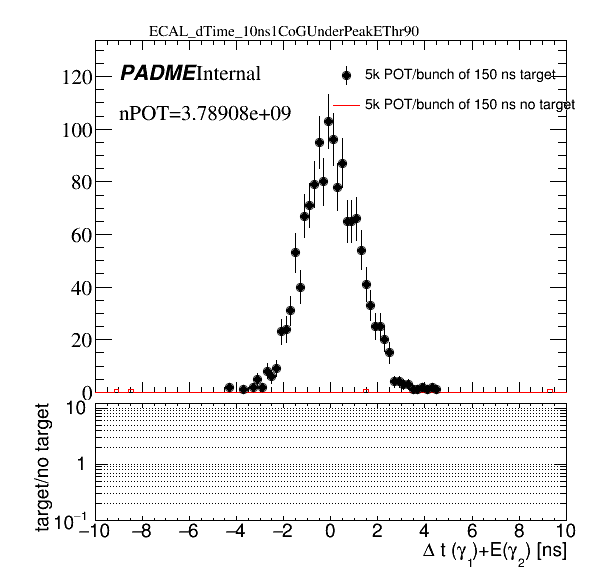 ECAL_dTime_10ns1CoGUnderPeakEThr90
PADME Internal
nPOT=3.78908e+09
5k POT/bunch of 150 ns target
5k POT/bunch of 150 ns no target
120
100
80
60
40
20
0
target/no target
10
1
10⁻¹
−10 −8 −6 −4 −2 0 2 4 6 8 10
Δ t (γ₁)+E(γ₂) [ns]